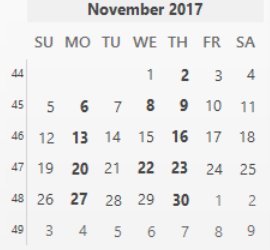 November 2017
SU MO TU WE TH FR SA
44 1 2 3 4
45 5 6 7 8 9 10 11
46 12 13 14 15 16 17 18
47 19 20 21 22 23 24 25
48 26 27 28 29 30 1 2
49 3 4 5 6 7 8 9